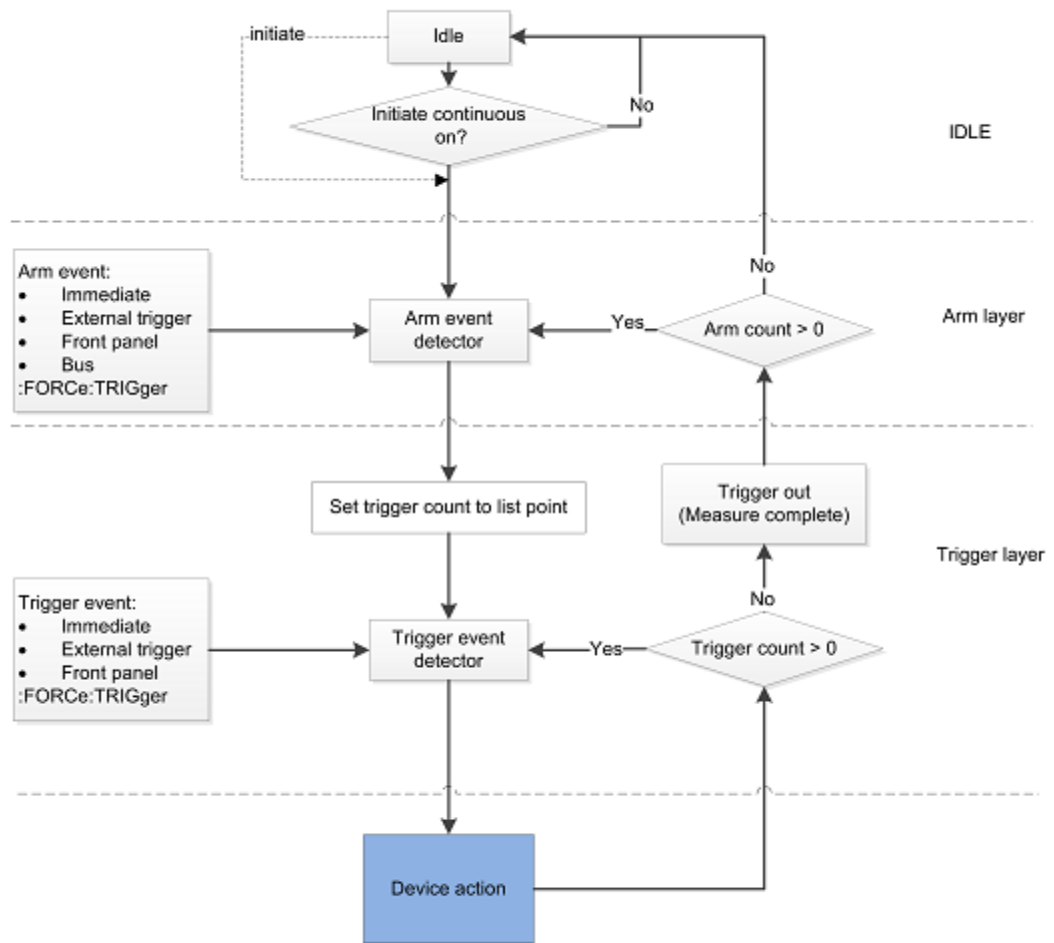 initiate
Idle
Initiate continuous
on?
No
IDLE
Arm event:
• Immediate
• External trigger
• Front panel
• Bus
:FORCe:TRIGger
Arm event
detector
Yes
No
Arm count > 0
Arm layer
Set trigger count to list point
Trigger out
(Measure complete)
Trigger layer
Trigger event:
• Immediate
• External trigger
• Front panel
:FORCe:TRIGger
Trigger event
detector
Yes
No
Trigger count > 0
Device action